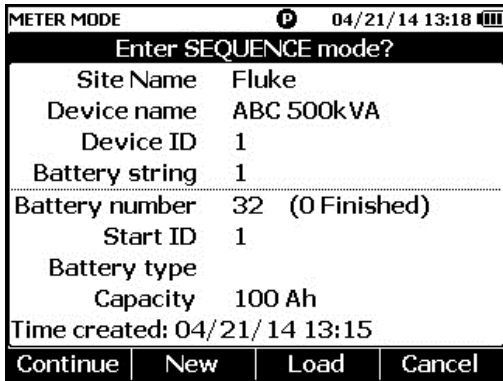 METER MODE P 04/21/14 13:18
Enter SEQUENCE mode?
Site Name Fluke
Device name ABC 500kVA
Device ID 1
Battery string 1
Battery number 32 (0 Finished)
Start ID 1
Battery type
Capacity 100 Ah
Time created: 04/21/14 13:15
Continue New Load Cancel